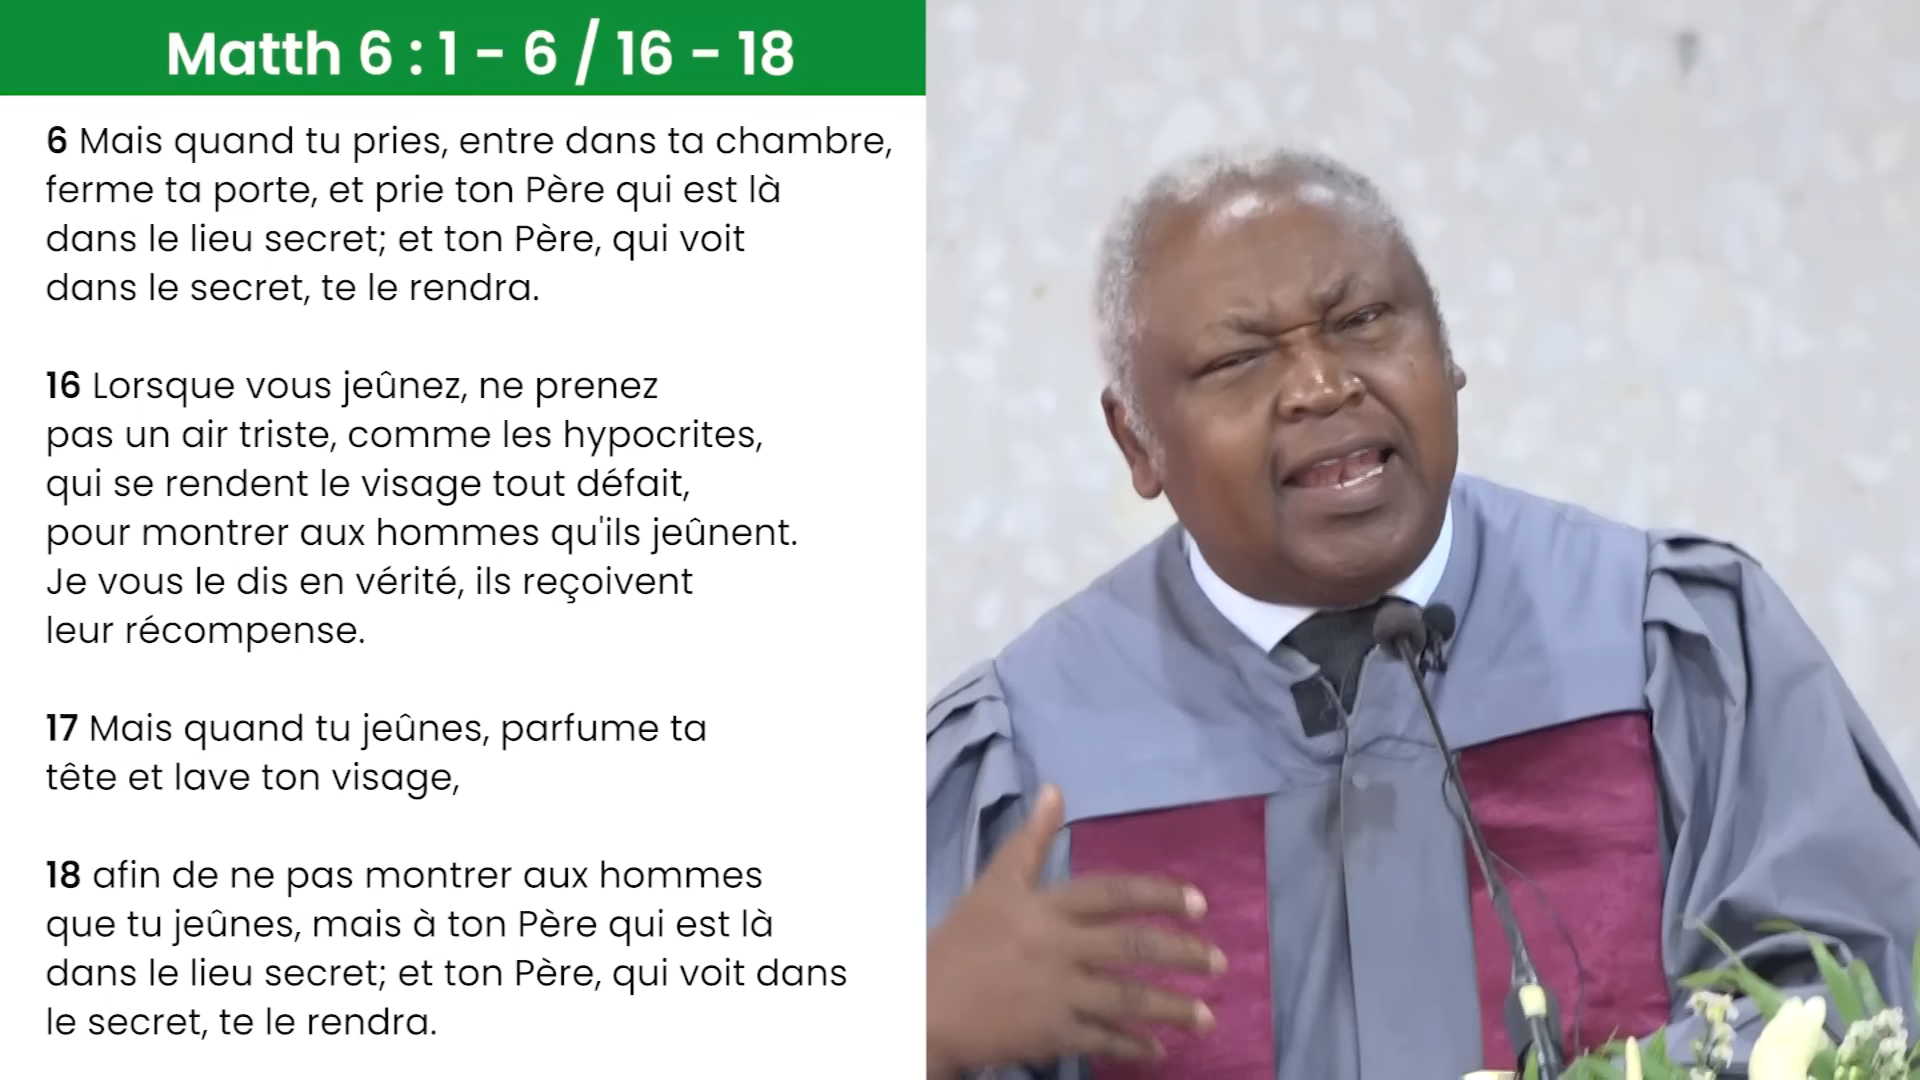 Matth 6 : 1 - 6 / 16 - 18
6 Mais quand tu pries, entre dans ta chambre,
ferme ta porte, et prie ton Père qui est là
dans le lieu secret; et ton Père, qui voit
dans le secret, te le rendra.
16 Lorsque vous jeûnez, ne prenez
pas un air triste, comme les hypocrites,
qui se rendent le visage tout défait,
pour montrer aux hommes qu'ils jeûnent.
Je vous le dis en vérité, ils reçoivent
leur récompense.
17 Mais quand tu jeûnes, parfume ta
tête et lave ton visage,
18 afin de ne pas montrer aux hommes
que tu jeûnes, mais à ton Père qui est là
dans le lieu secret; et ton Père, qui voit dans
le secret, te le rendra.